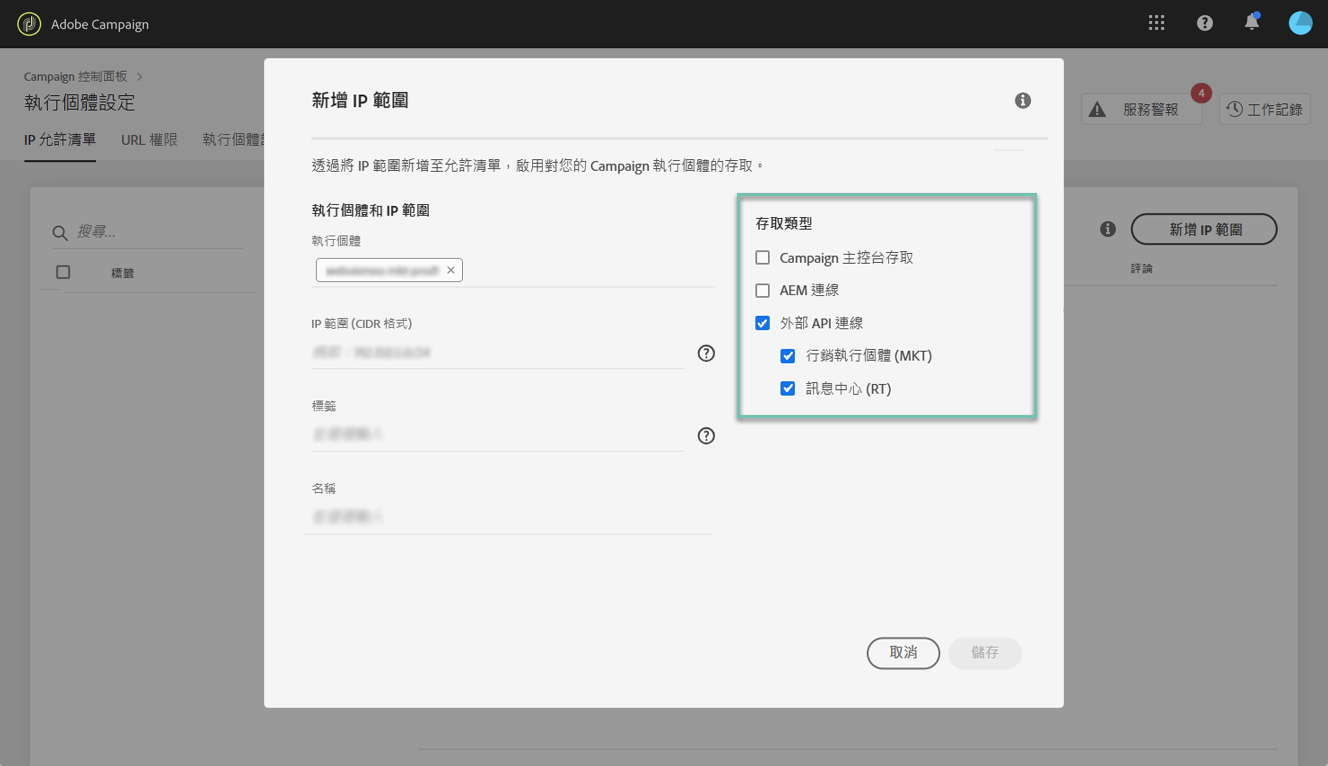 Adobe Campaign
Campaign 控制面板
執行個體設定
4
服務警報
工作記錄
IP 允許清單
URL 權限
執行個體
搜尋...
標籤
新增 IP 範圍
評論
新增 IP 範圍
透過將 IP 範圍新增至允許清單，啟用對您的 Campaign 執行個體的存取。
執行個體和 IP 範圍
執行個體
IP 範圍 (CIDR 格式)
標籤
名稱
存取類型
Campaign 主控台存取
AEM 連線
外部 API 連線
行銷執行個體 (MKT)
訊息中心 (RT)
取消
儲存